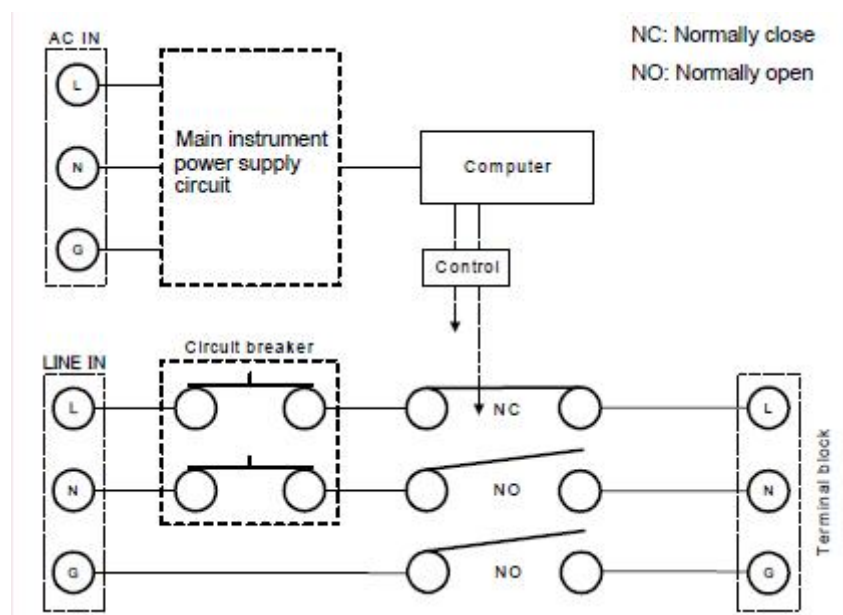 AC IN
NC: Normally close
NO: Normally open
L
N
G
Main instrument
power supply
circuit
Computer
Control
LINE IN
Circuit breaker
L
NC
L
N
NO
N
G
NO
G
Terminal block